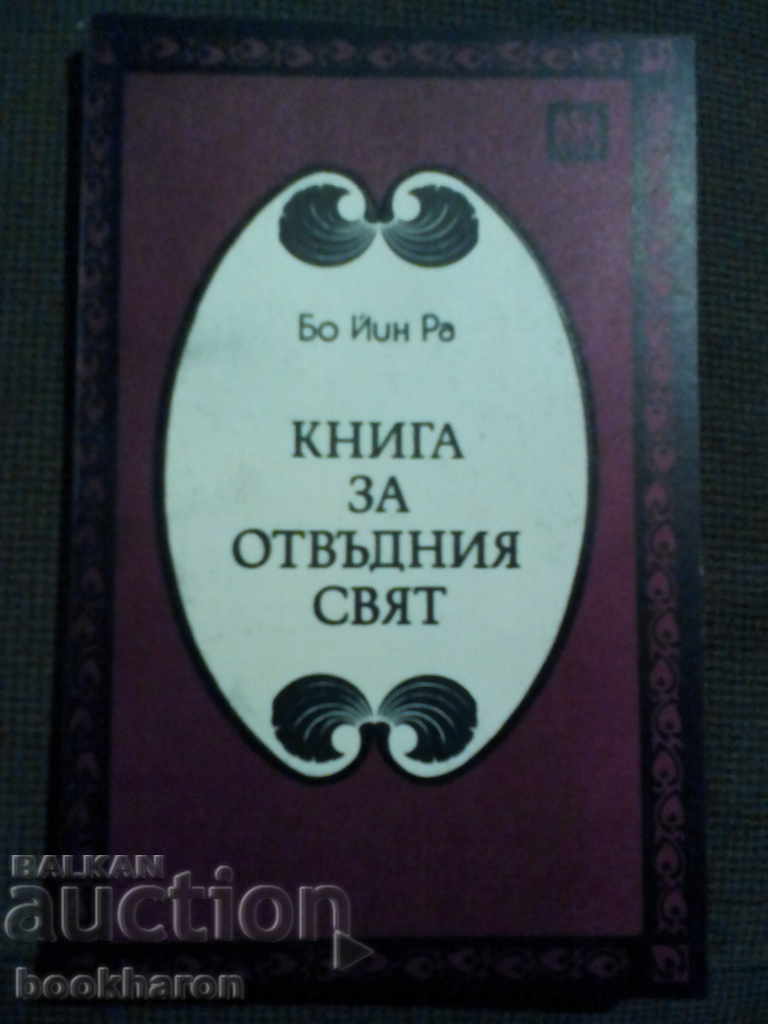 Бо Йин Ра
КНИГА
ЗА
ОТВЪДНИЯ
СВЯТ
BALKAN
auction
bookharon